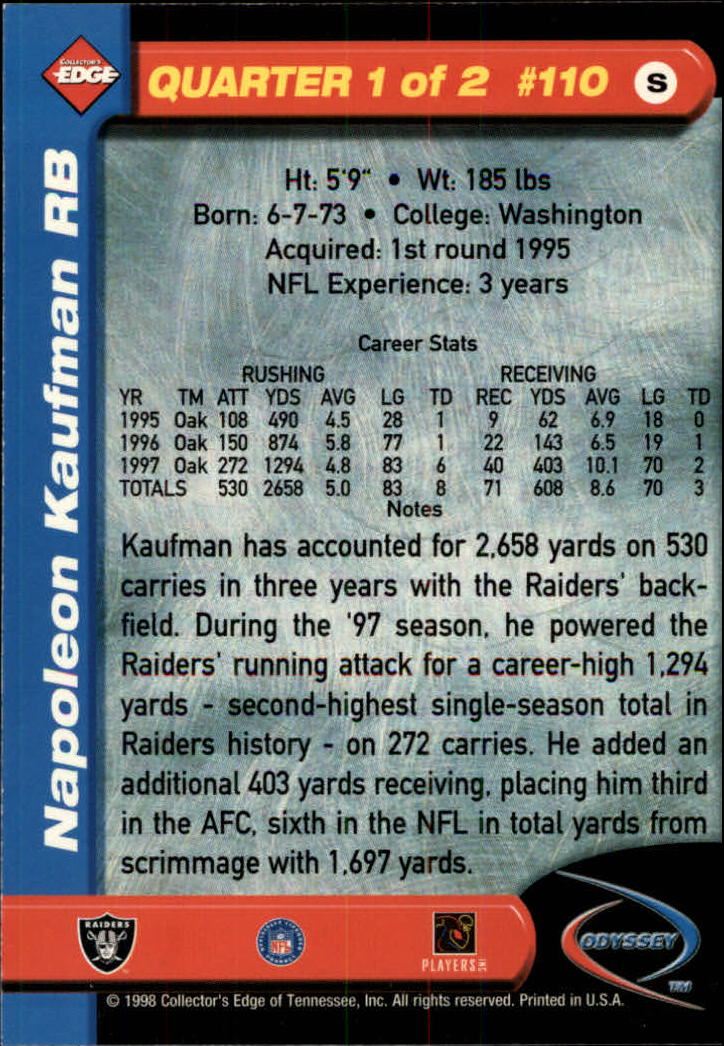 COLLECTOR'S
EDGE
QUARTER 1 of 2 #110 S
Napoleon Kaufman RB
Ht: 5'9" • Wt: 185 lbs
Born: 6-7-73 • College: Washington
Acquired: 1st round 1995
NFL Experience: 3 years
Career Stats
RUSHING RECEIVING
YR TM ATT YDS AVG LG TD REC YDS AVG LG TD
1995 Oak 108 490 4.5 28 1 9 62 6.9 18 0
1996 Oak 150 874 5.8 77 1 22 143 6.5 19 1
1997 Oak 272 1294 4.8 83 6 40 403 10.1 70 2
TOTALS 530 2658 5.0 83 8 71 608 8.6 70 3
Notes
Kaufman has accounted for 2,658 yards on 530
carries in three years with the Raiders' back-
field. During the '97 season, he powered the
Raiders' running attack for a career-high 1,294
yards - second-highest single-season total in
Raiders history - on 272 carries. He added an
additional 403 yards receiving, placing him third
in the AFC, sixth in the NFL in total yards from
scrimmage with 1,697 yards.
RAIDERS
NFL
PLAYERS INC
ODYSSEY
TM
© 1998 Collector's Edge of Tennessee, Inc. All rights reserved. Printed in U.S.A.